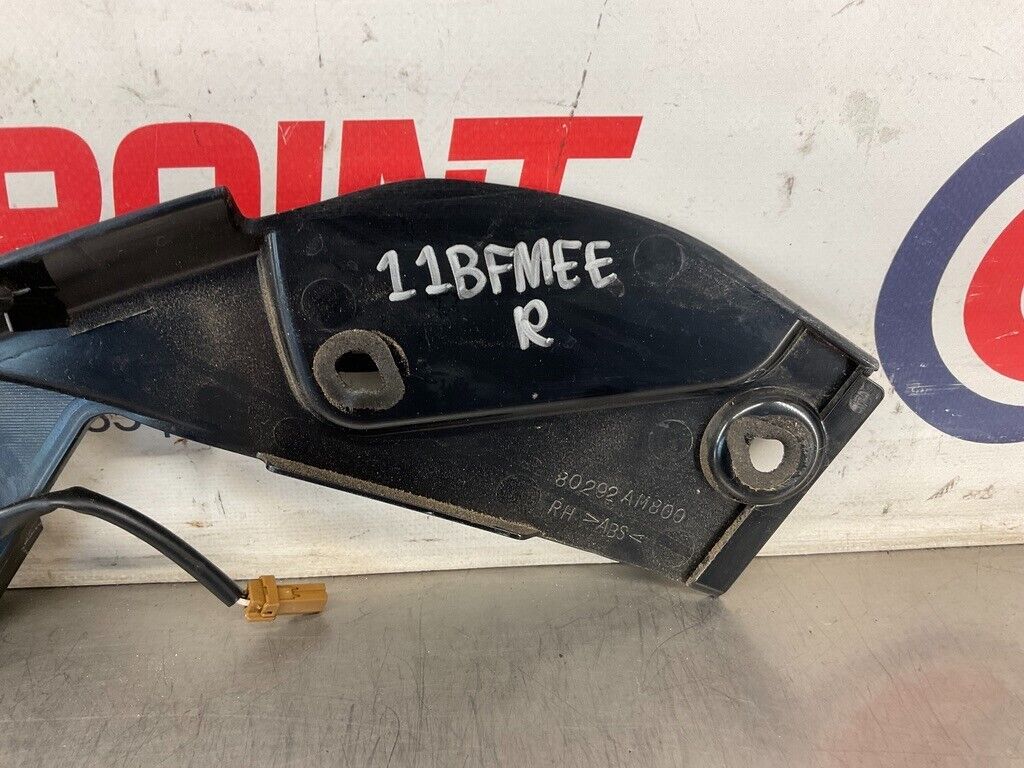 POINT
11BFMEE
R
80292 AM800
RH >ABS<